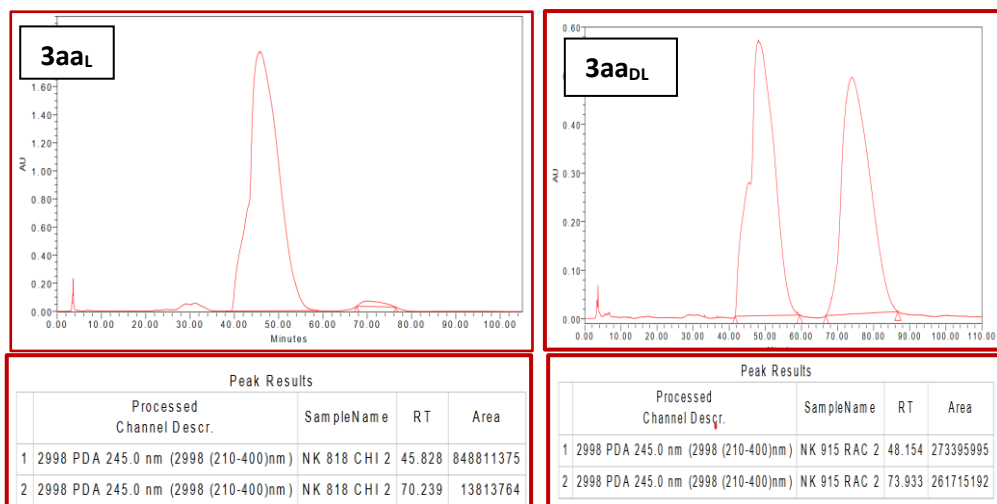 3aaL
1.60
1.40
1.20
1.00
0.80
0.60
0.40
0.20
0.00
AU
0.00 10.00 20.00 30.00 40.00 50.00 60.00 70.00 80.00 90.00 100.00
Minutes
3aaDL
0.60
0.40
0.30
0.20
0.10
0.00
AU
0.00 10.00 20.00 30.00 40.00 50.00 60.00 70.00 80.00 90.00 100.00 110.00
Peak Results
Processed Channel Descr. SampleName RT Area
1 2998 PDA 245.0 nm (2998 (210-400)nm) NK 818 CHI 2 45.828 848811375
2 2998 PDA 245.0 nm (2998 (210-400)nm) NK 818 CHI 2 70.239 13813764
Peak Results
Processed Channel Descr. SampleName RT Area
1 2998 PDA 245.0 nm (2998 (210-400)nm) NK 915 RAC 2 48.154 273395995
2 2998 PDA 245.0 nm (2998 (210-400)nm) NK 915 RAC 2 73.933 261715192